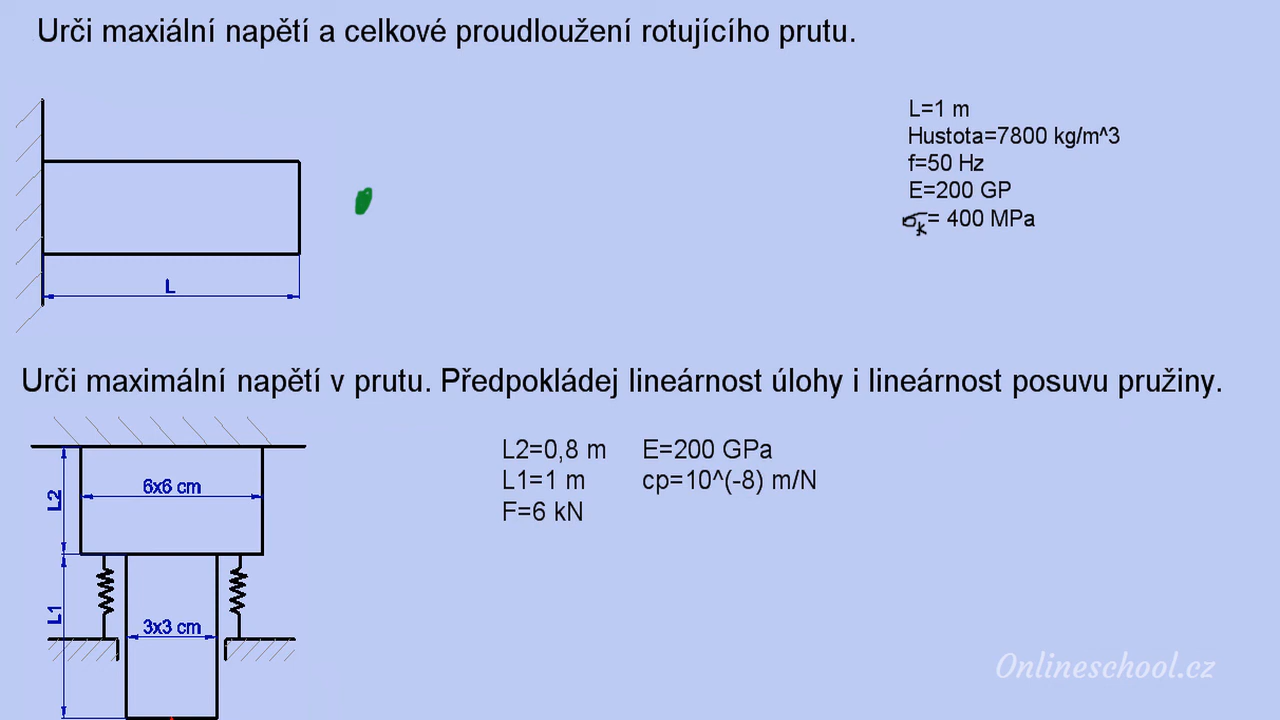 Urči maxiální napětí a celkové proudloužení rotujícího prutu.
L=1 m
Hustota=7800 kg/m^3
f=50 Hz
E=200 GP
σk= 400 MPa
L
Urči maximální napětí v prutu. Předpokládej lineárnost úlohy i lineárnost posuvu pružiny.
L2=0,8 m E=200 GPa
L1=1 m cp=10^(-8) m/N
F=6 kN
L2
6x6 cm
L1
3x3 cm
Onlineschool.cz